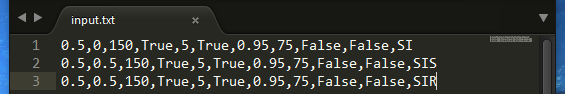 input.txt
1 0.5,0,150,True,5,True,0.95,75,False,False,SI
2 0.5,0.5,150,True,5,True,0.95,75,False,False,SIS
3 0.5,0.5,150,True,5,True,0.95,75,False,False,SIR